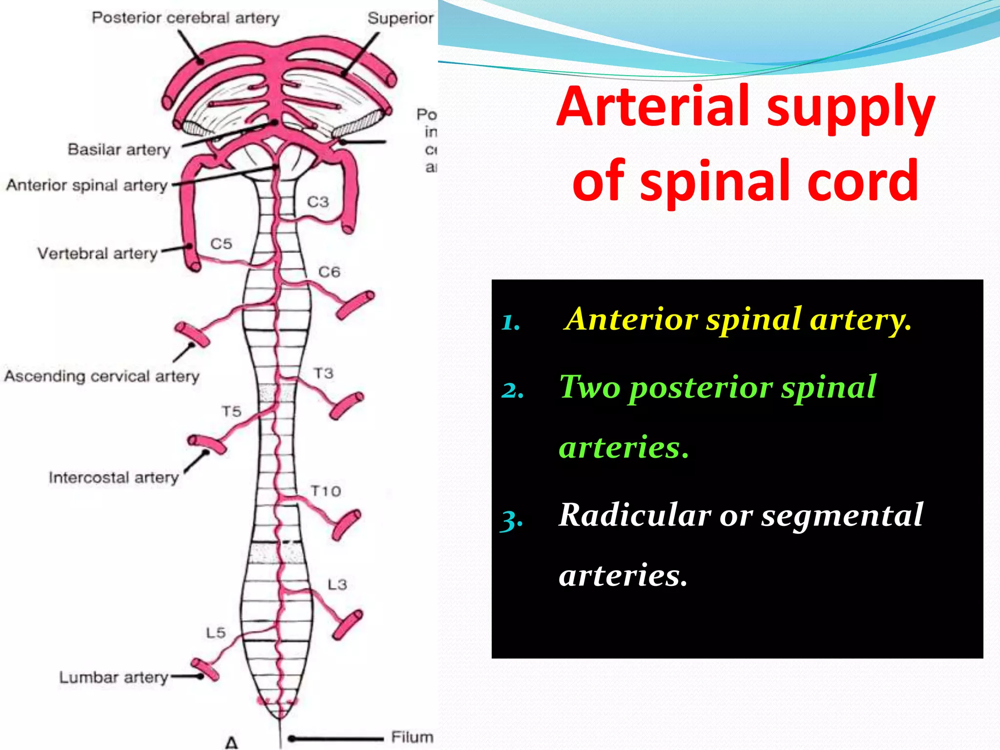 Posterior cerebral artery
Superior
Arterial supply
of spinal cord
Po
in
Basilar artery
Anterior spinal artery
C3
C5
Vertebral artery
C6
Ascending cervical artery
T3
T5
Intercostal artery
T10
L3
L5
Lumbar artery
A
Filum
1. Anterior spinal artery.
2. Two posterior spinal
arteries.
3. Radicular or segmental
arteries.